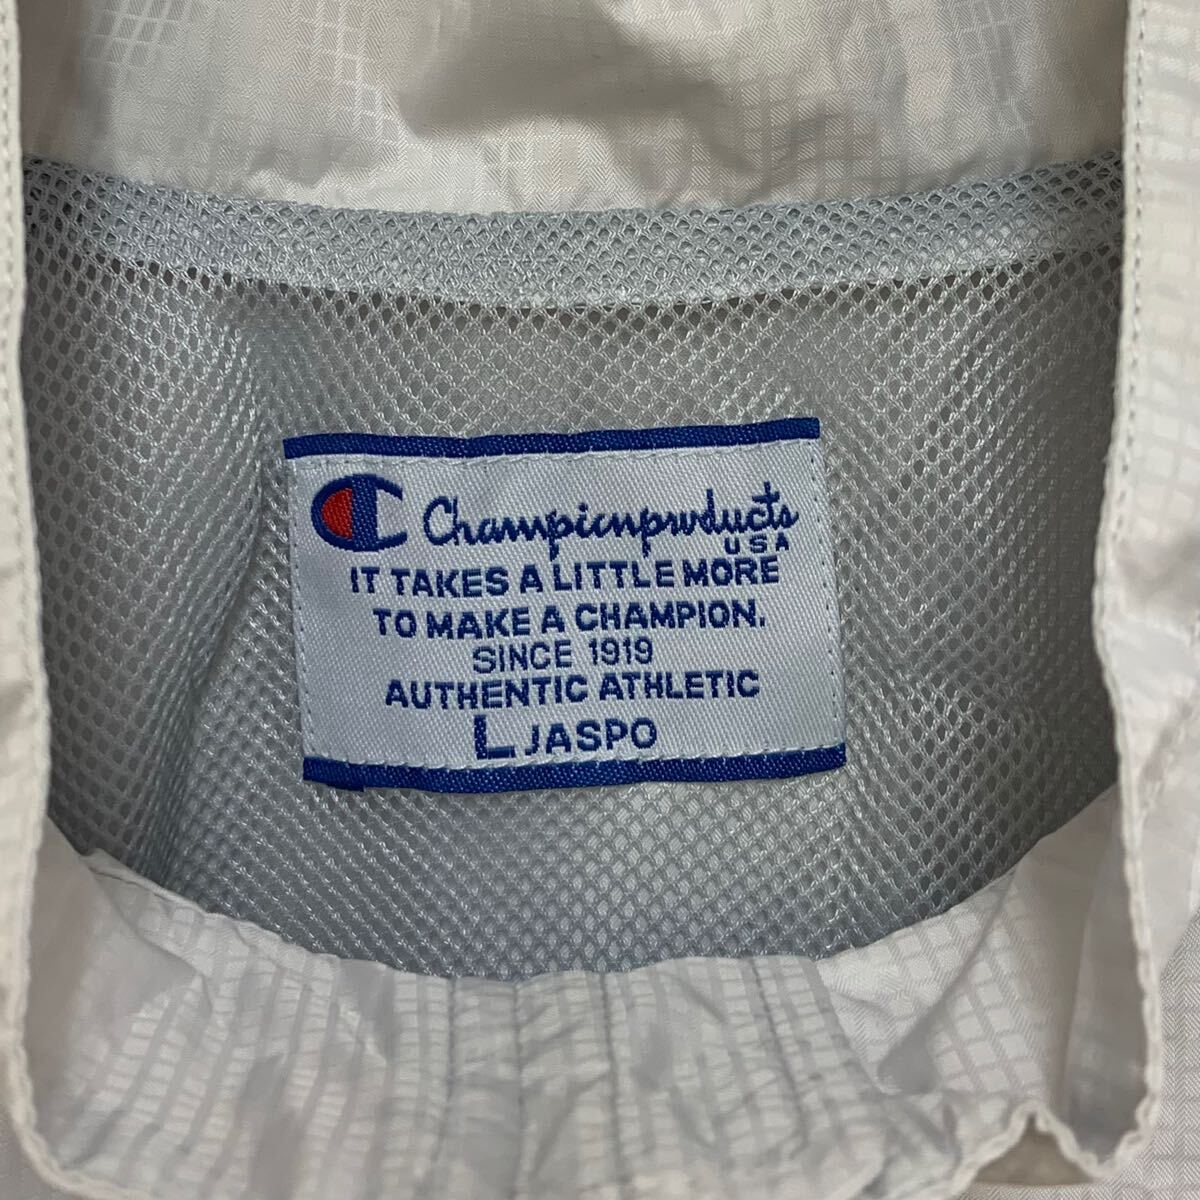 Championproducts
USA
IT TAKES A LITTLE MORE
TO MAKE A CHAMPION.
SINCE 1919
AUTHENTIC ATHLETIC
L JASPO